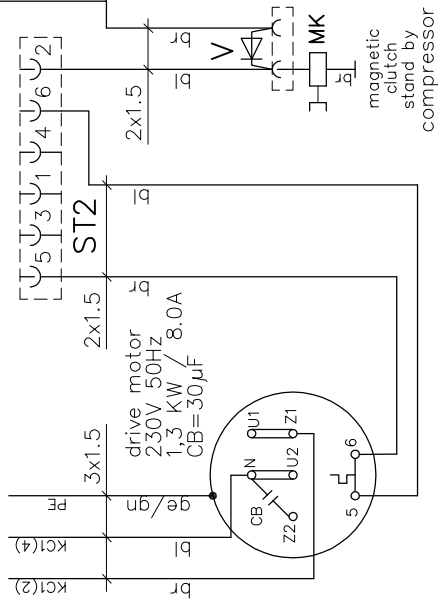 2
6
4
1
3
5
ST2
br
bl
2x1.5
V
MK
br
magnetic
clutch
stand by
compressor
bl
br
2x1.5
drive motor
230V 50Hz
1,3 KW / 8.0A
CB=30µF
3x1.5
PE
ge/gn
KC1(4)
bl
KC1(2)
br
U1
Z1
N
U2
CB
Z2
5
6